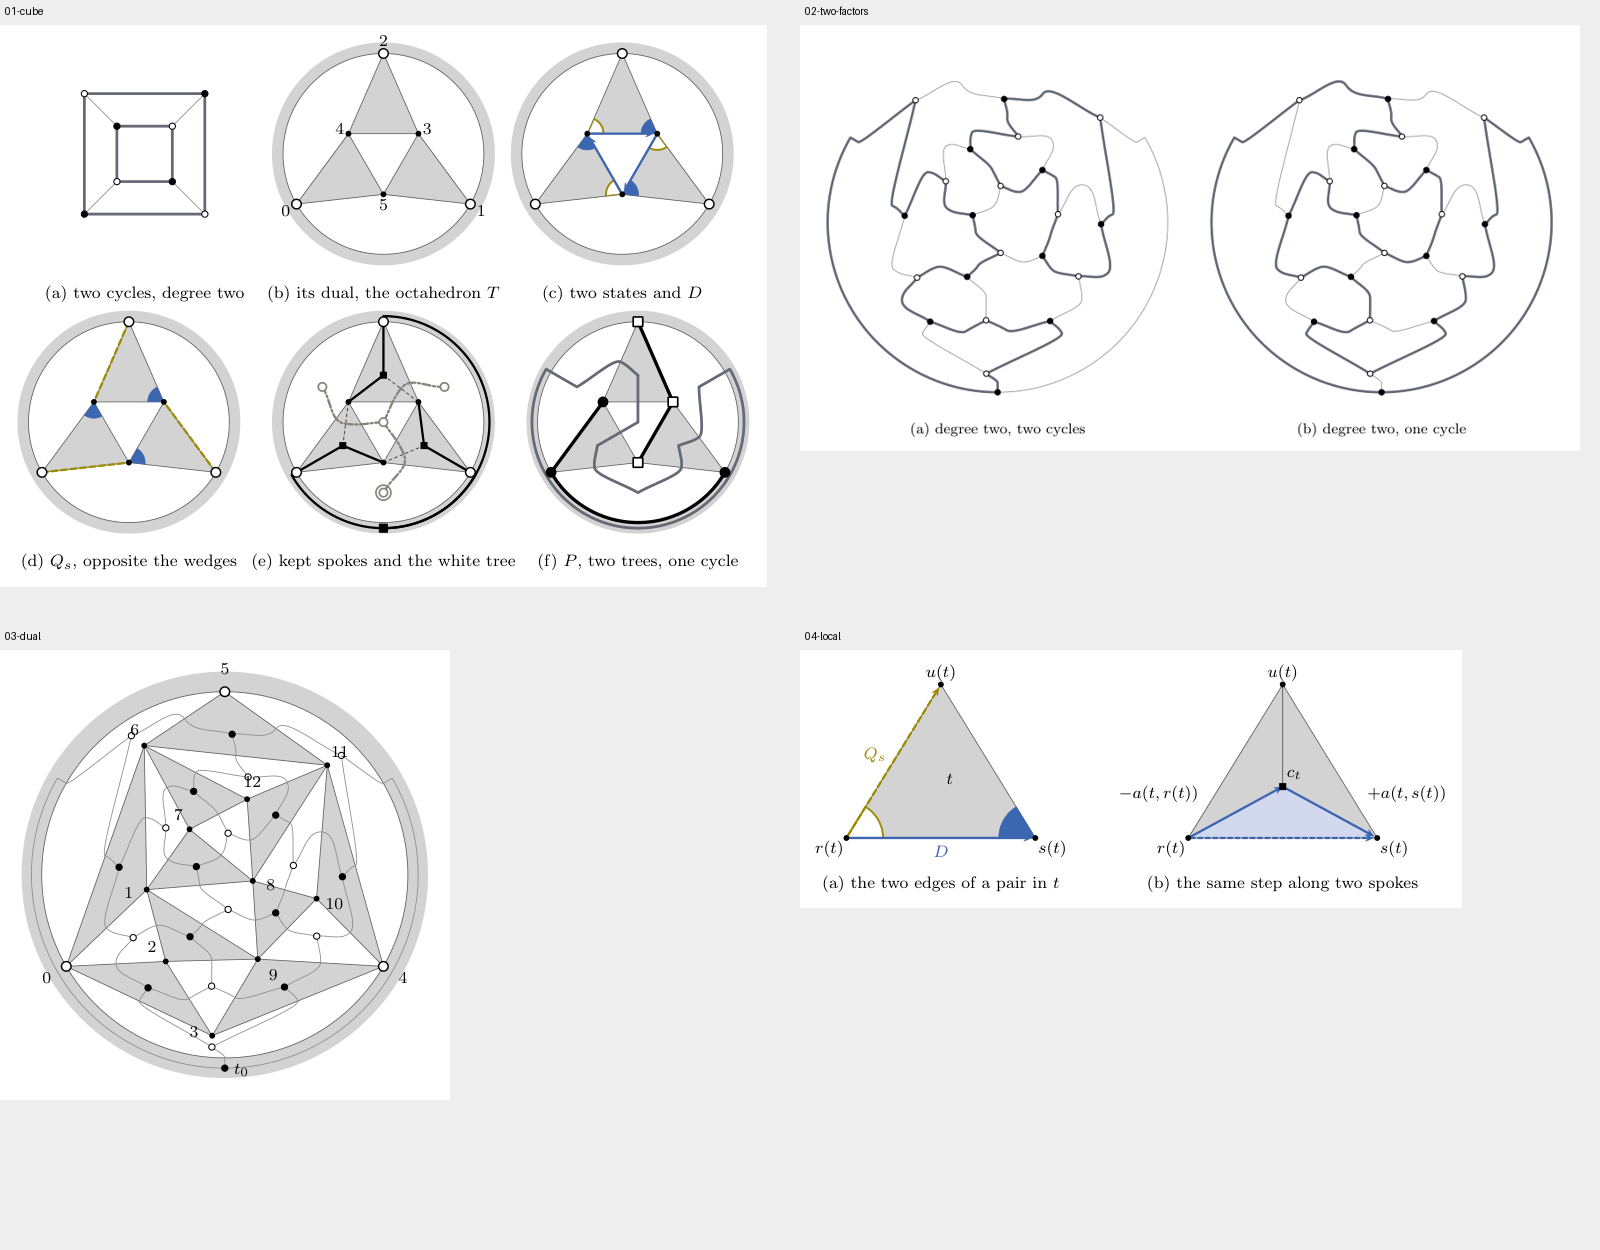 01-cube
02-two-factors
2
4
3
0
5
1
(a) two cycles, degree two
(b) its dual, the octahedron T
(c) two states and D
(d) Qₛ, opposite the wedges
(e) kept spokes and the white tree
(f) P, two trees, one cycle
(a) degree two, two cycles
(b) degree two, one cycle
03-dual
04-local
5
6
11
12
7
1
8
10
2
9
0
4
3
t₀
u(t)
Qₛ
t
r(t)
D
s(t)
(a) the two edges of a pair in t
u(t)
cₜ
−a(t, r(t))
+a(t, s(t))
r(t)
s(t)
(b) the same step along two spokes